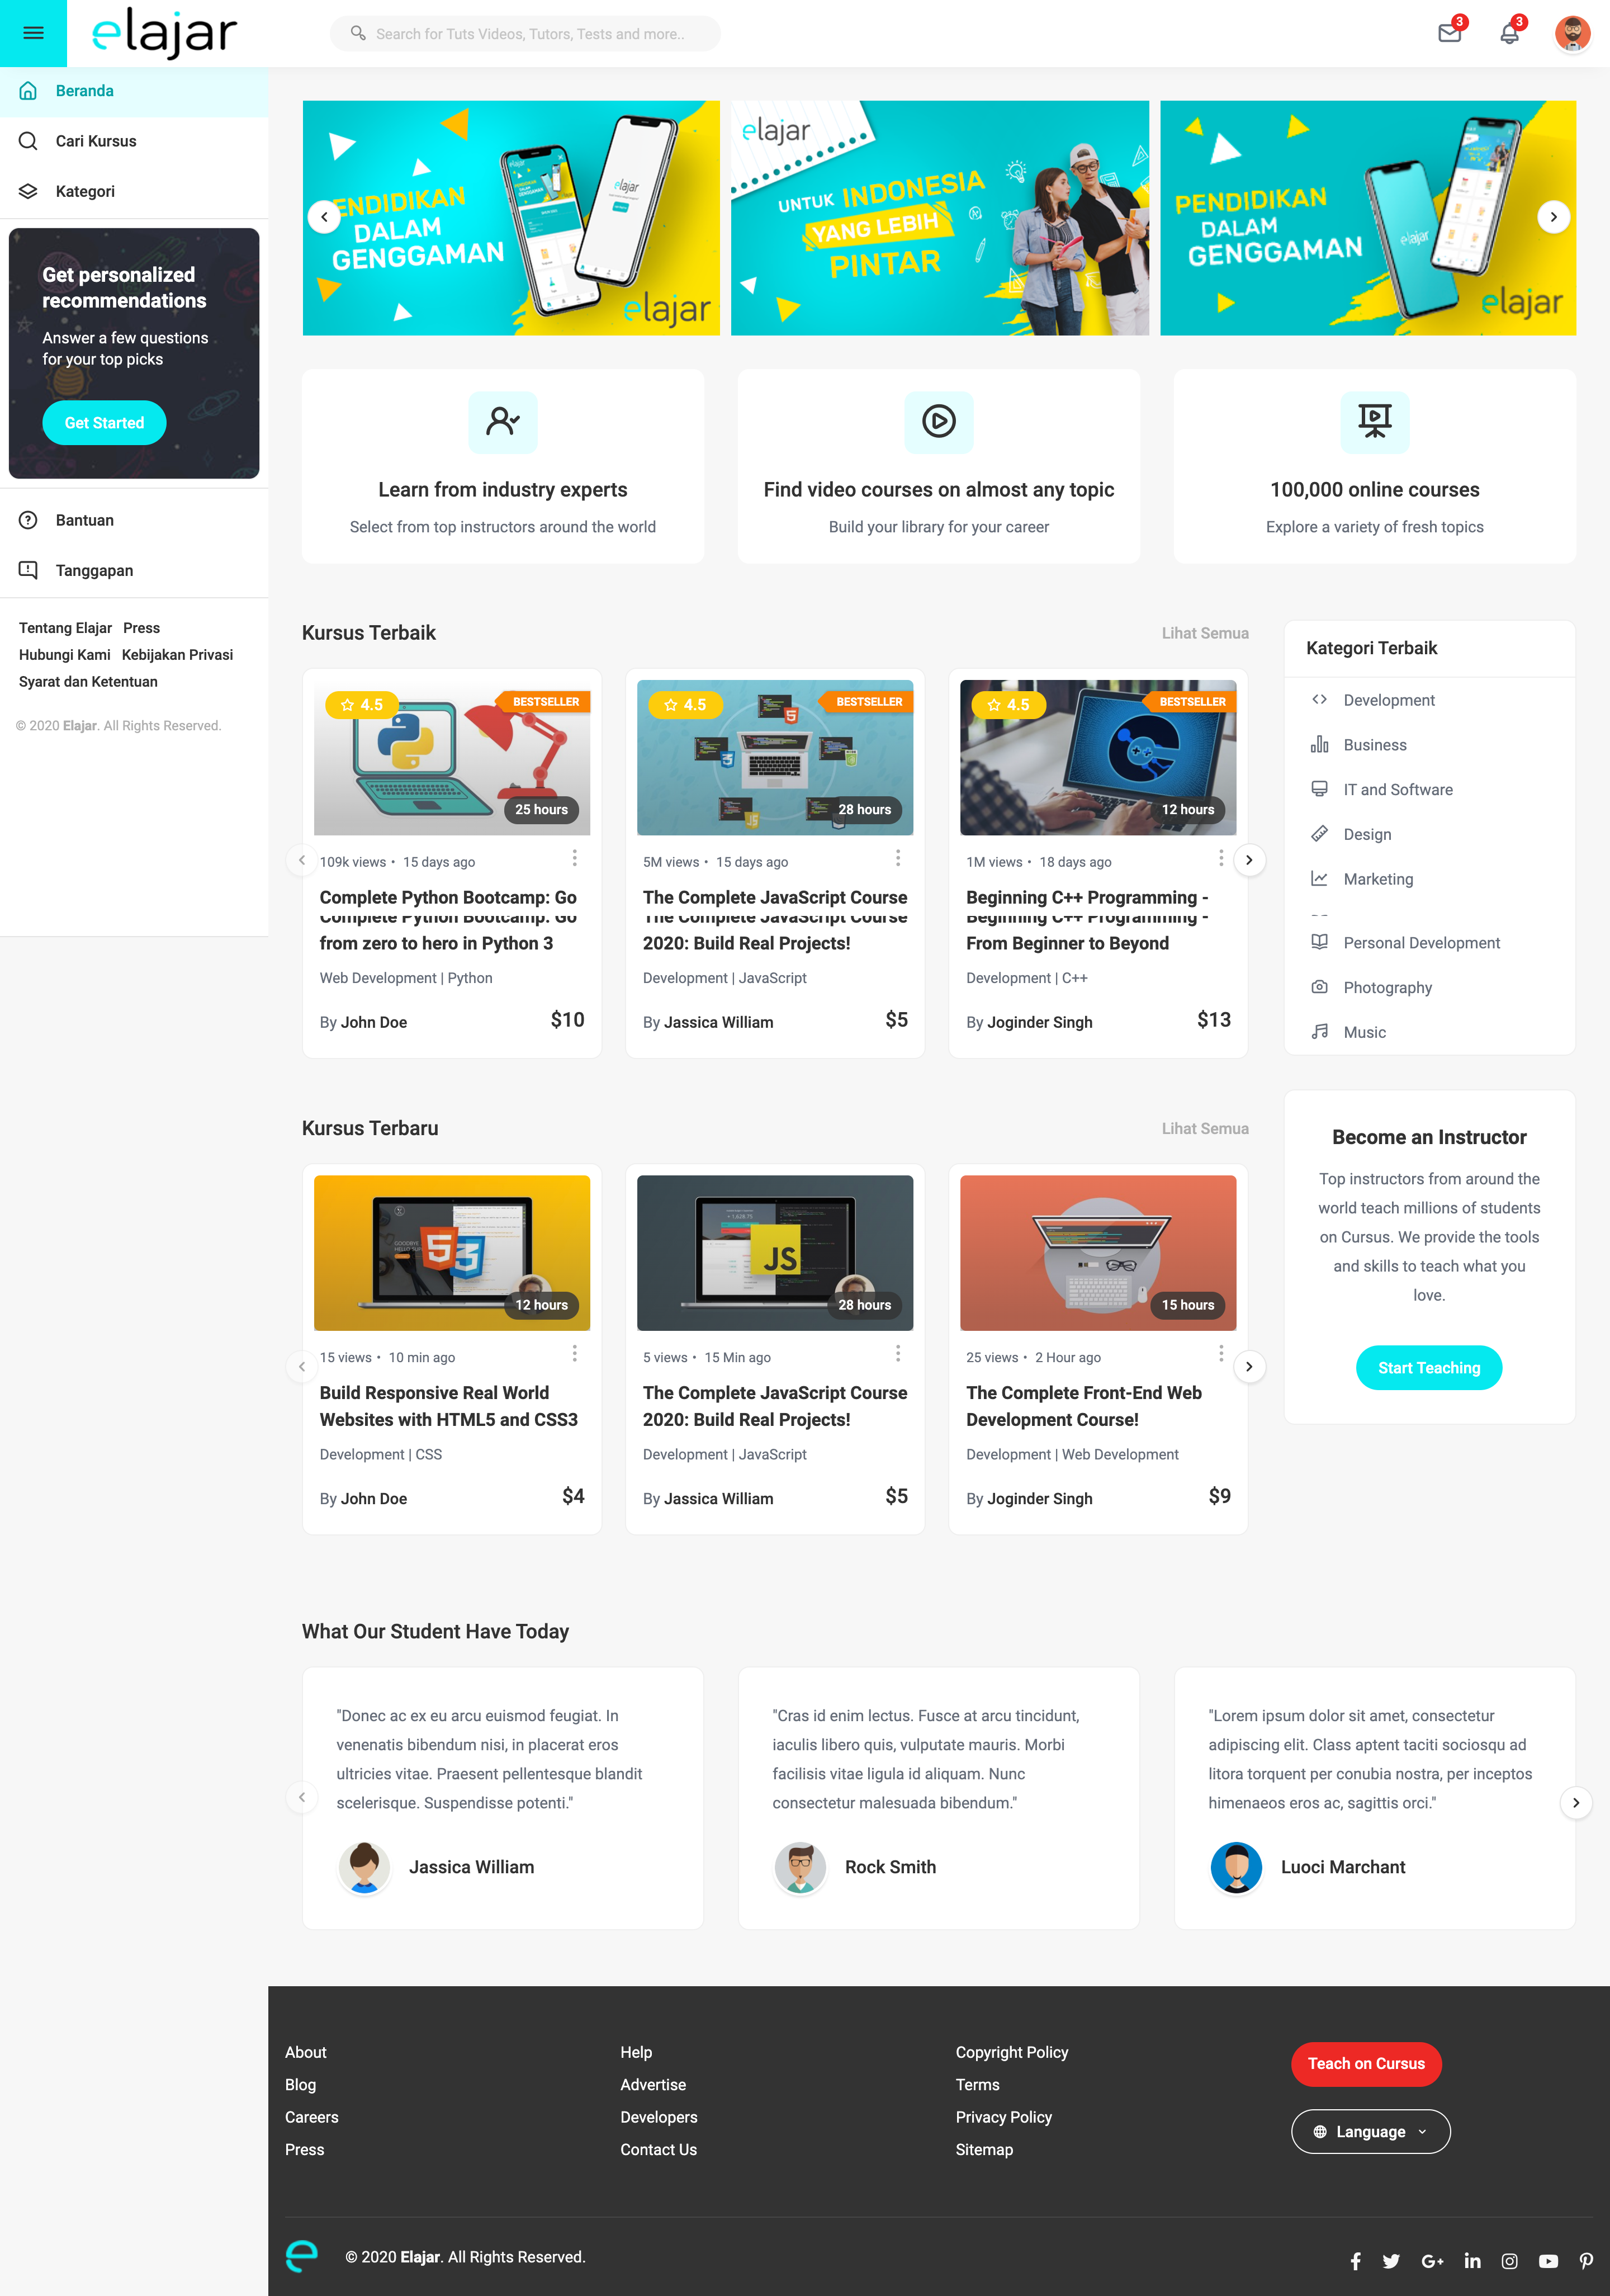 elajar
Search for Tuts Videos, Tutors, Tests and more..
3
3
Beranda
Cari Kursus
Kategori
Get personalized
recommendations
Answer a few questions
for your top picks
Get Started
Bantuan
Tanggapan
Tentang Elajar Press
Hubungi Kami Kebijakan Privasi
Syarat dan Ketentuan
© 2020 Elajar. All Rights Reserved.
ENDIDIKAN
DALAM
GENGGAMAN
elajar
elajar
elajar
UNTUK INDONESIA
YANG LEBIH
PINTAR
PENDIDIKAN
DALAM
GENGGAMAN
elajar
elajar
Learn from industry experts
Select from top instructors around the world
Find video courses on almost any topic
Build your library for your career
100,000 online courses
Explore a variety of fresh topics
Kursus Terbaik
Lihat Semua
4.5
BESTSELLER
25 hours
109k views • 15 days ago
Complete Python Bootcamp: Go
Complete Python Bootcamp: Go
from zero to hero in Python 3
Web Development | Python
By John Doe
$10
4.5
BESTSELLER
5
3
JS
28 hours
5M views • 15 days ago
The Complete JavaScript Course
The Complete JavaScript Course
2020: Build Real Projects!
Development | JavaScript
By Jassica William
$5
4.5
BESTSELLER
12 hours
1M views • 18 days ago
Beginning C++ Programming -
Beginning C++ Programming -
From Beginner to Beyond
Development | C++
By Joginder Singh
$13
Kategori Terbaik
Development
Business
IT and Software
Design
Marketing
Personal Development
Photography
Music
Kursus Terbaru
Lihat Semua
5
3
12 hours
15 views • 10 min ago
Build Responsive Real World
Websites with HTML5 and CSS3
Development | CSS
By John Doe
$4
JS
28 hours
5 views • 15 Min ago
The Complete JavaScript Course
2020: Build Real Projects!
Development | JavaScript
By Jassica William
$5
15 hours
25 views • 2 Hour ago
The Complete Front-End Web
Development Course!
Development | Web Development
By Joginder Singh
$9
Become an Instructor
Top instructors from around the
world teach millions of students
on Cursus. We provide the tools
and skills to teach what you
love.
Start Teaching
What Our Student Have Today
"Donec ac ex eu arcu euismod feugiat. In
venenatis bibendum nisi, in placerat eros
ultricies vitae. Praesent pellentesque blandit
scelerisque. Suspendisse potenti."
Jassica William
"Cras id enim lectus. Fusce at arcu tincidunt,
iaculis libero quis, vulputate mauris. Morbi
facilisis vitae ligula id aliquam. Nunc
consectetur malesuada bibendum."
Rock Smith
"Lorem ipsum dolor sit amet, consectetur
adipiscing elit. Class aptent taciti sociosqu ad
litora torquent per conubia nostra, per inceptos
himenaeos eros ac, sagittis orci."
Luoci Marchant
About
Blog
Careers
Press
Help
Advertise
Developers
Contact Us
Copyright Policy
Terms
Privacy Policy
Sitemap
Teach on Cursus
Language
© 2020 Elajar. All Rights Reserved.